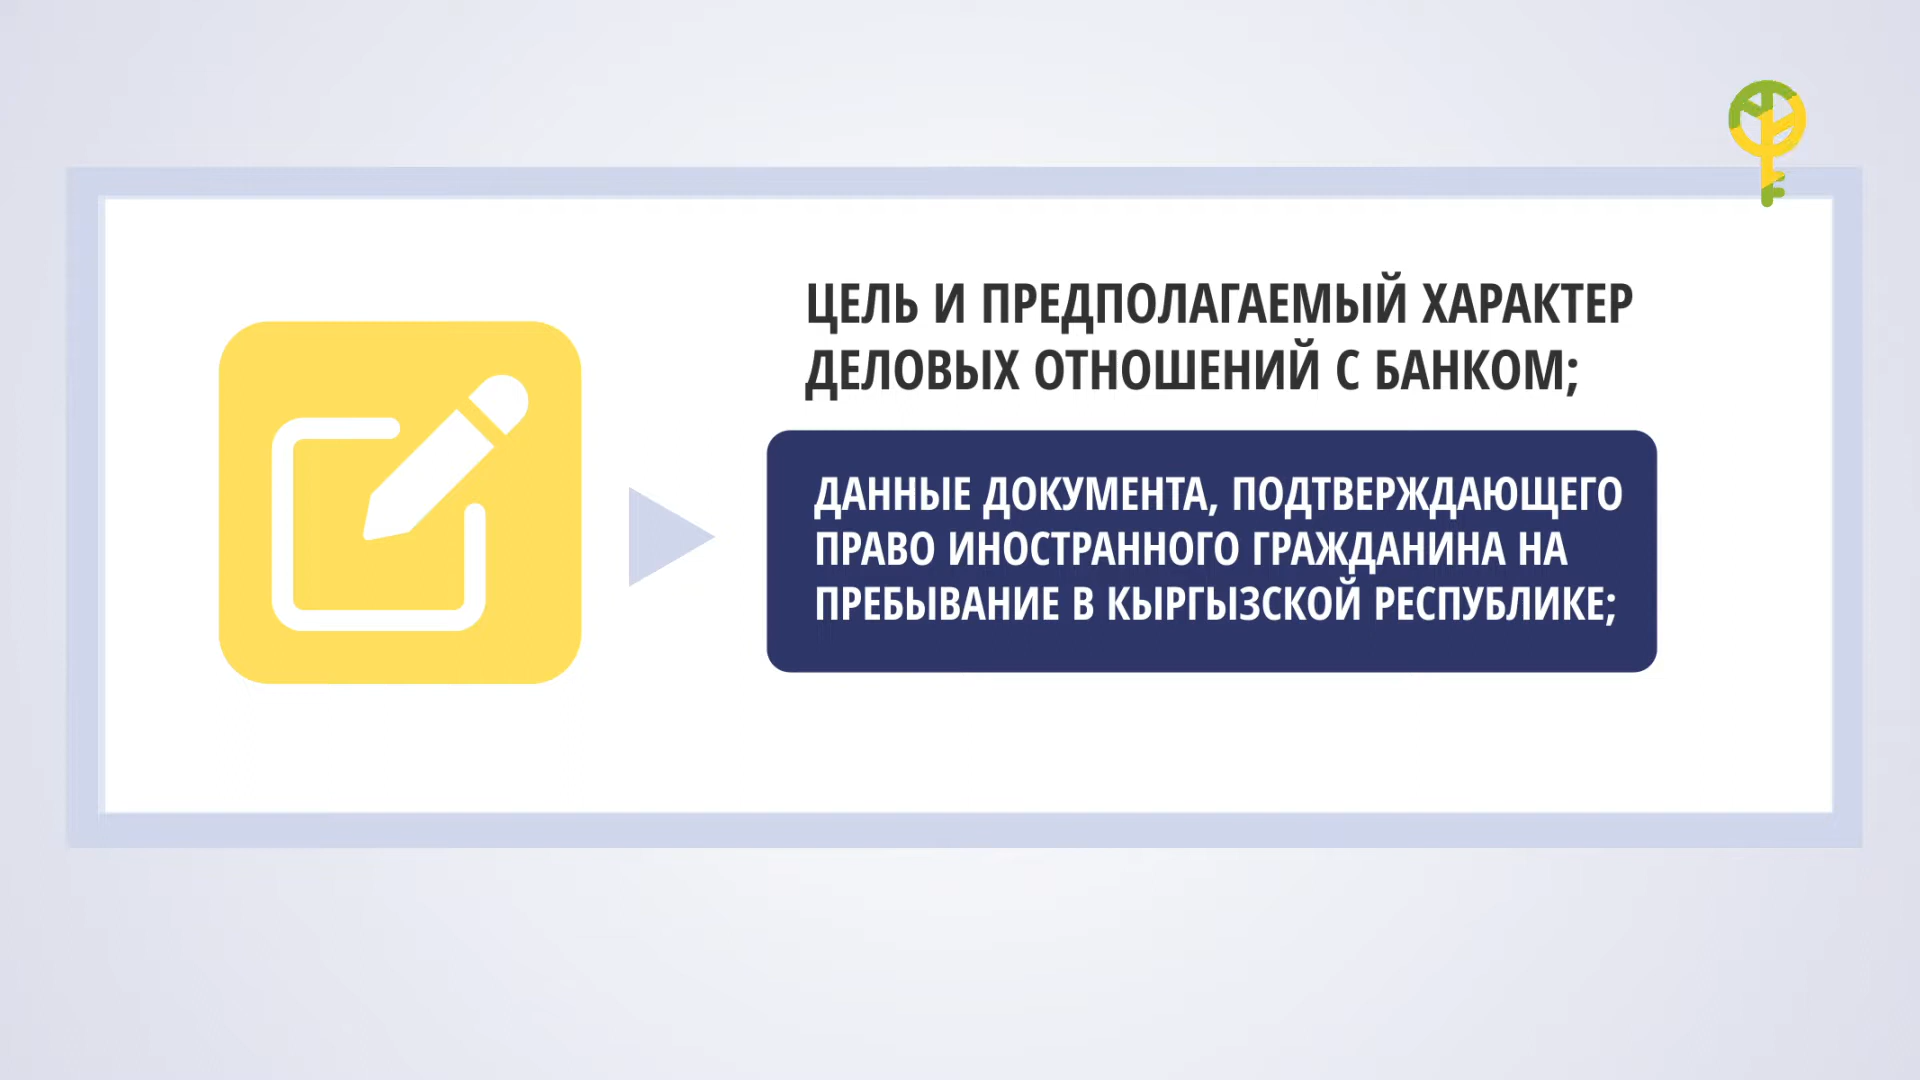 ЦЕЛЬ И ПРЕДПОЛАГАЕМЫЙ ХАРАКТЕР
ДЕЛОВЫХ ОТНОШЕНИЙ С БАНКОМ;
ДАННЫЕ ДОКУМЕНТА, ПОДТВЕРЖДАЮЩЕГО
ПРАВО ИНОСТРАННОГО ГРАЖДАНИНА НА
ПРЕБЫВАНИЕ В КЫРГЫЗСКОЙ РЕСПУБЛИКЕ;